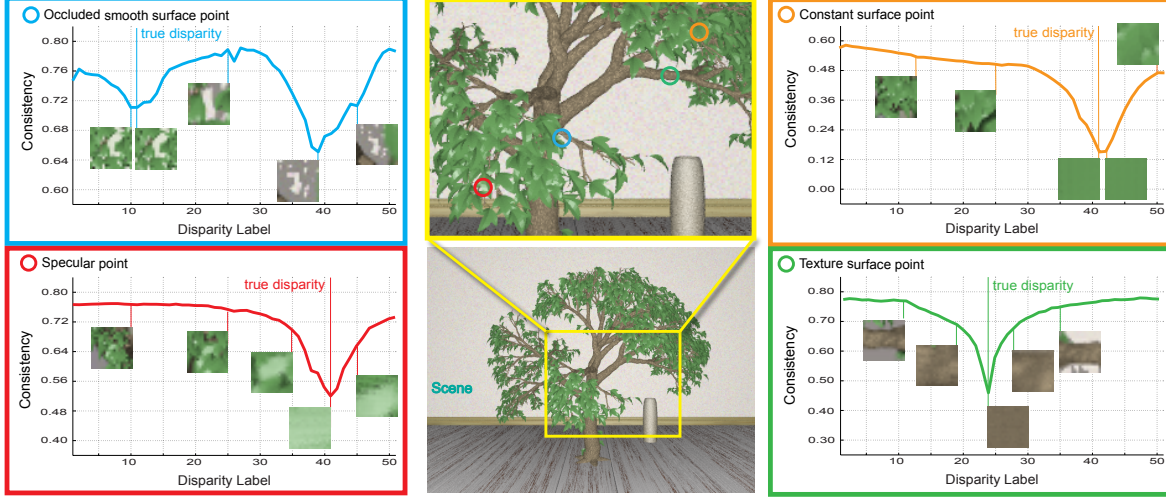 Occluded smooth surface point
true disparity
Consistency
0.80
0.76
0.72
0.68
0.64
0.60
10
20
30
40
50
Disparity Label
Constant surface point
true disparity
Consistency
0.60
0.48
0.36
0.24
0.12
0.00
10
20
30
40
50
Disparity Label
Specular point
true disparity
Consistency
0.80
0.72
0.64
0.56
0.48
0.40
10
20
30
40
50
Disparity Label
Scene
Texture surface point
true disparity
Consistency
0.80
0.70
0.60
0.50
0.40
0.30
10
20
30
40
50
Disparity Label